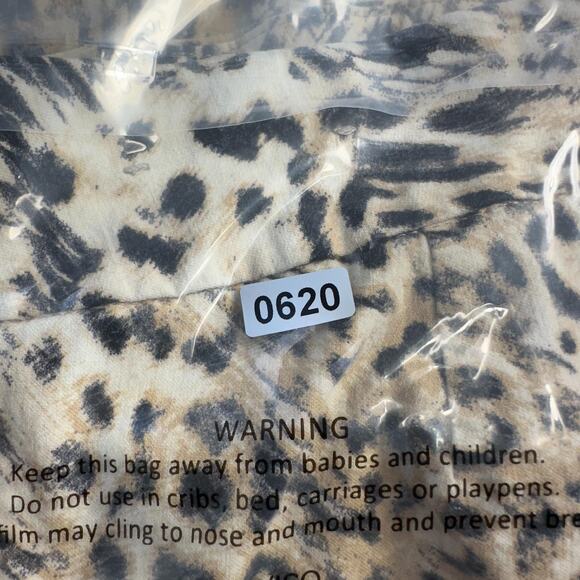 0620
WARNING
Keep this bag away from babies and children.
Do not use in cribs, bed, carriages or playpens.
film may cling to nose and mouth and prevent bre